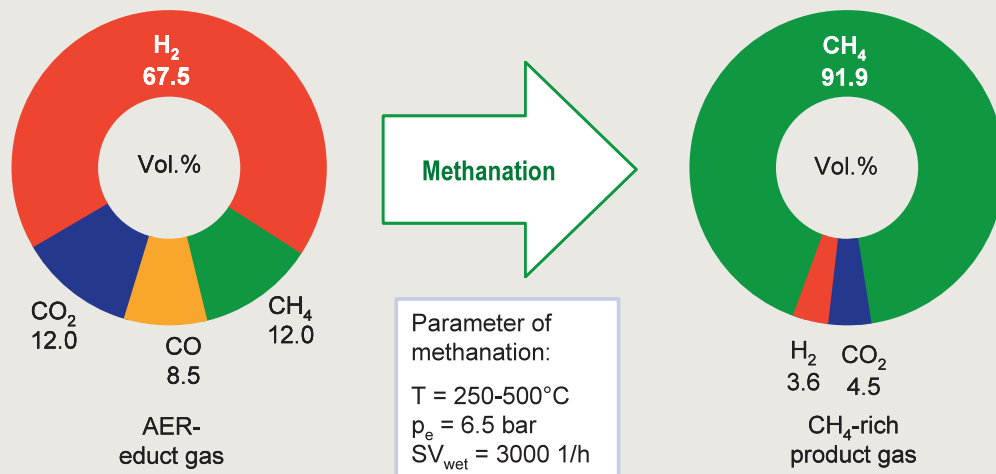 H₂
67.5
Vol.%
CO₂
12.0
CO
8.5
CH₄
12.0
AER-
educt gas
Methanation
Parameter of
methanation:
T = 250-500°C
pₑ = 6.5 bar
SV_wet = 3000 1/h
CH₄
91.9
Vol.%
H₂
3.6
CO₂
4.5
CH₄-rich
product gas